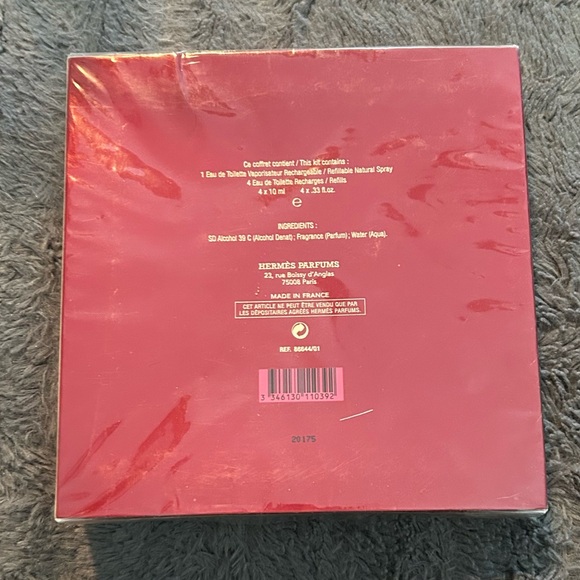 Ce coffret contient / This kit contains :
1 Eau de Toilette Vaporisateur Rechargeable / Refillable Natural Spray
4 Eau de Toilette Recharges / Refills
4 x 10 ml 4 x .33 fl.oz.
e
INGREDIENTS :
SD Alcohol 39 C (Alcohol Denat) ; Fragrance (Parfum) ; Water (Aqua).
HERMÈS PARFUMS
23, rue Boissy d'Anglas
75008 Paris
MADE IN FRANCE
CET ARTICLE NE PEUT ÊTRE VENDU QUE PAR
LES DÉPOSITAIRES AGRÉÉS HERMÈS PARFUMS.
REF. 86644/01
3 346130 110392
20175